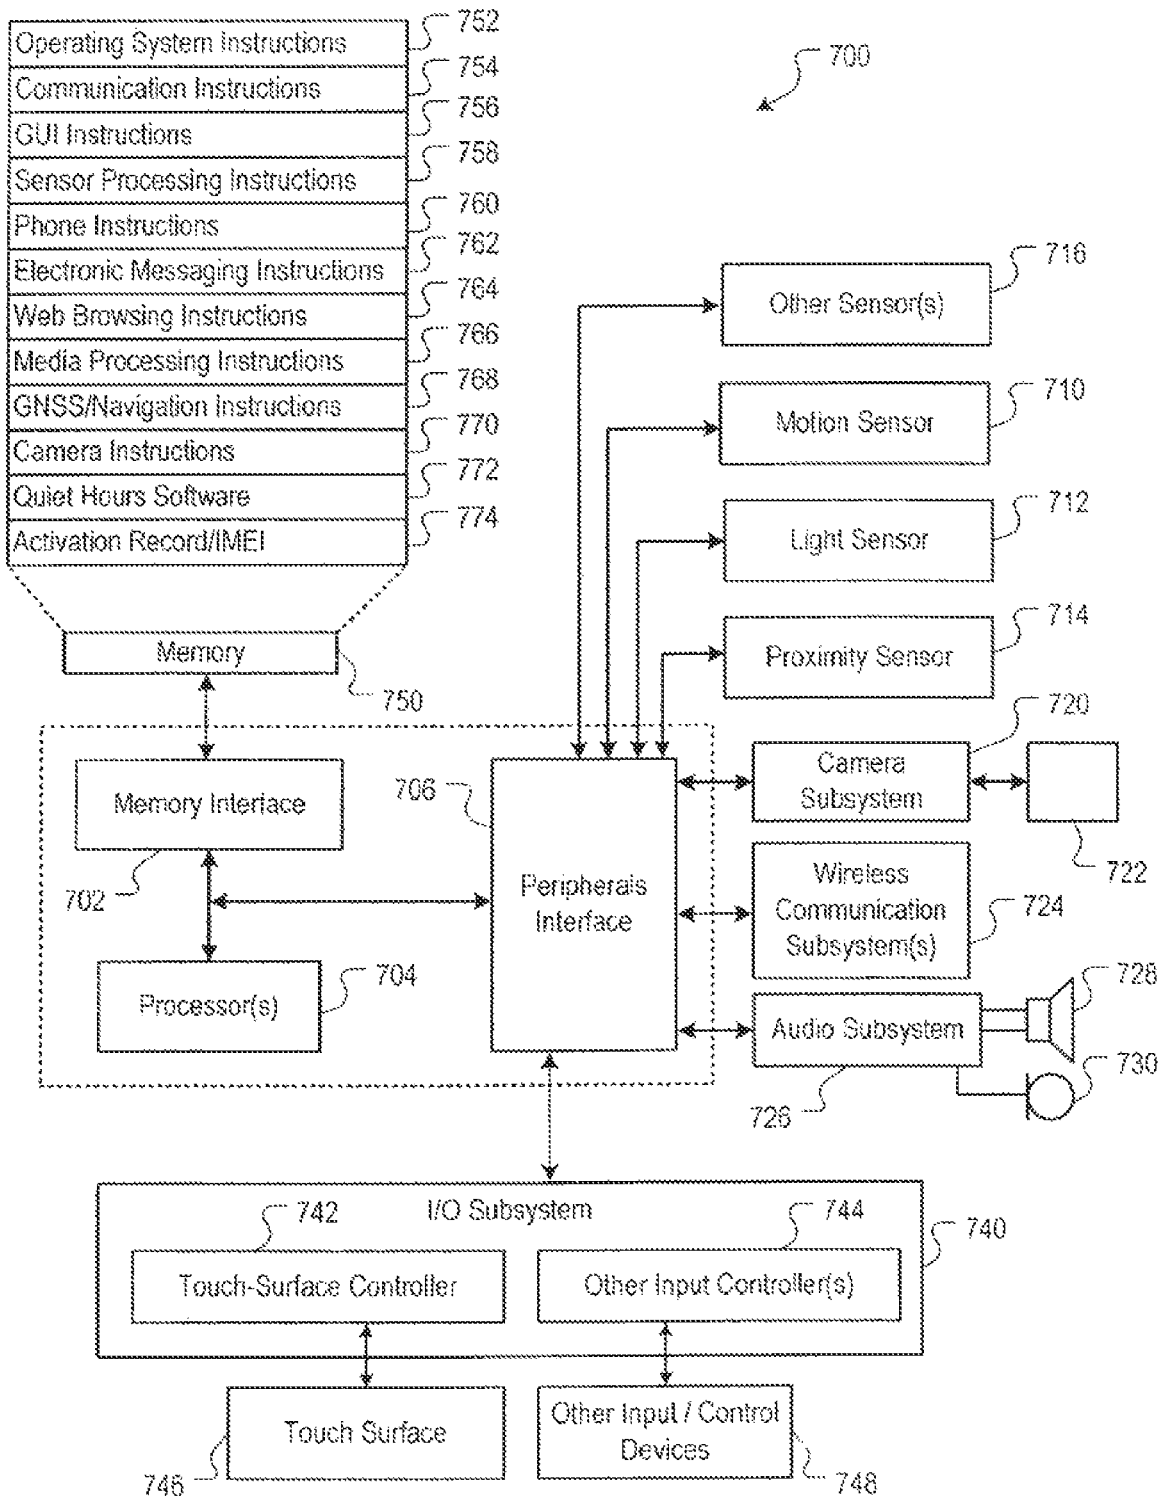 752
Operating System Instructions
754
Communication Instructions
756
GUI Instructions
758
Sensor Processing Instructions
760
Phone Instructions
762
Electronic Messaging Instructions
764
Web Browsing Instructions
766
Media Processing Instructions
768
GNSS/Navigation Instructions
770
Camera Instructions
772
Quiet Hours Software
774
Activation Record/IMEI
700
716
Other Sensor(s)
710
Motion Sensor
712
Light Sensor
714
Proximity Sensor
Memory
750
720
Camera
Subsystem
722
Memory Interface
702
706
Peripherals
Interface
Wireless
Communication
Subsystem(s)
724
704
Processor(s)
Audio Subsystem
728
726
730
I/O Subsystem
742
744
740
Touch-Surface Controller
Other Input Controller(s)
Touch Surface
Other Input / Control
Devices
746
748